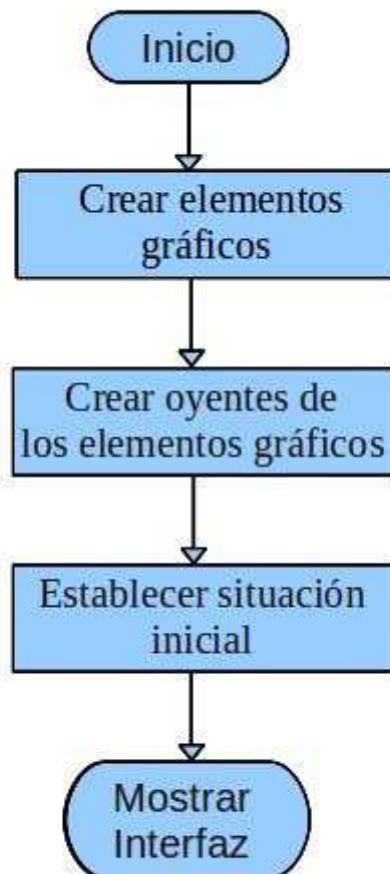 Inicio
Crear elementos
gráficos
Crear oyentes de
los elementos gráficos
Establecer situación
inicial
Mostrar
Interfaz